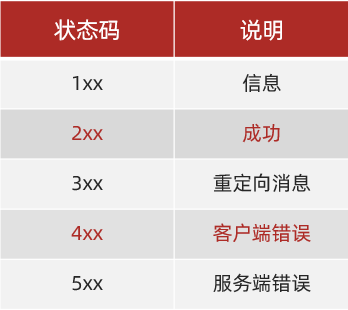 状态码 说明
1xx 信息
2xx 成功
3xx 重定向消息
4xx 客户端错误
5xx 服务端错误